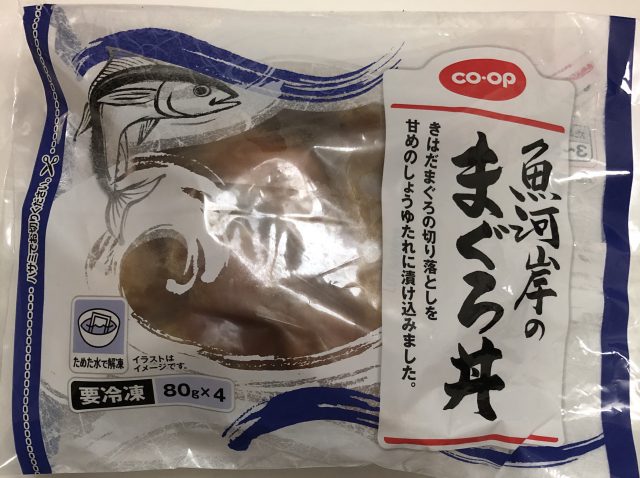 co·op
魚河岸の
まぐろ丼
きはだまぐろの切り落としを
甘めのしょうゆたれに漬け込みました。
ためた水で解凍
イラストは
イメージです。
要冷凍
80g×4